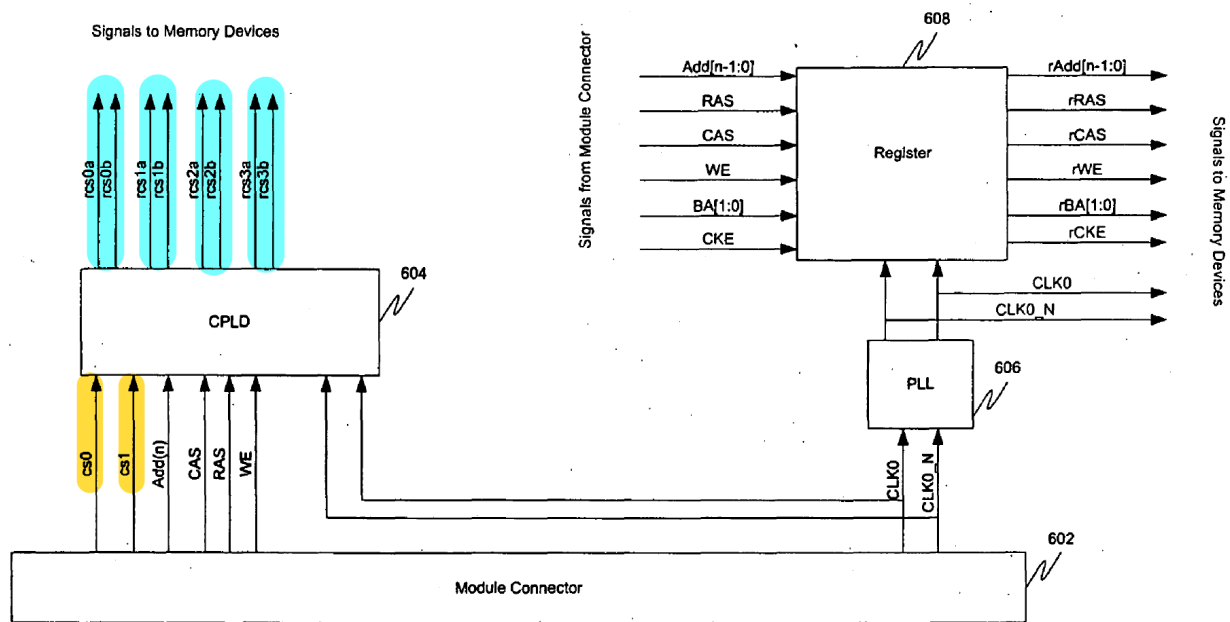 Signals to Memory Devices
rcs0a
rcs0b
rcs1a
rcs1b
rcs2a
rcs2b
rcs3a
rcs3b
604
CPLD
cs0
cs1
Add(n)
CAS
RAS
WE
Signals from Module Connector
608
Add[n-1:0]
RAS
CAS
WE
BA[1:0]
CKE
Register
rAdd[n-1:0]
rRAS
rCAS
rWE
rBA[1:0]
rCKE
Signals to Memory Devices
CLK0
CLK0_N
PLL
606
CLK0
CLK0_N
602
Module Connector